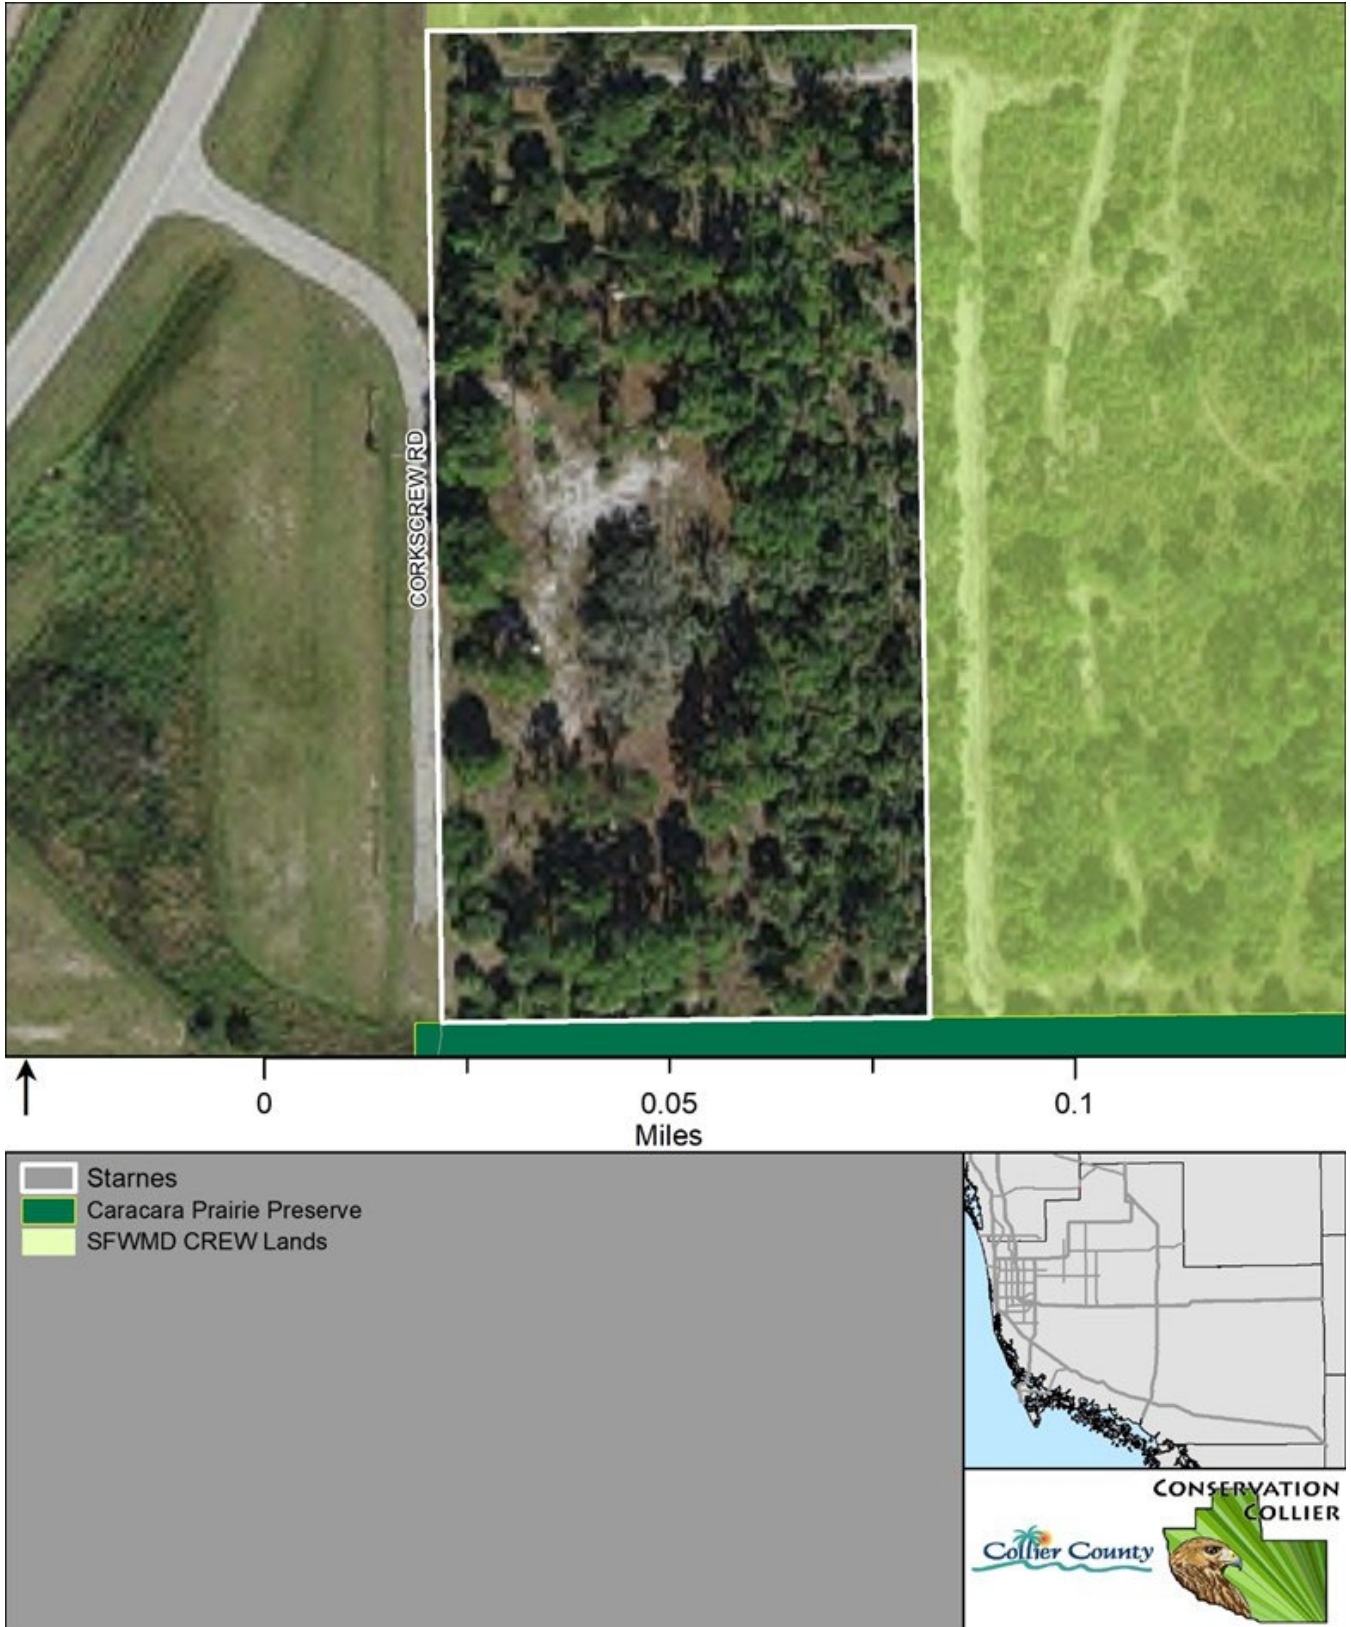 CORKSCREW RD
0
0.05
0.1
Miles
Starnes
Caracara Prairie Preserve
SFWMD CREW Lands
CONSERVATION
COLLIER
Collier County